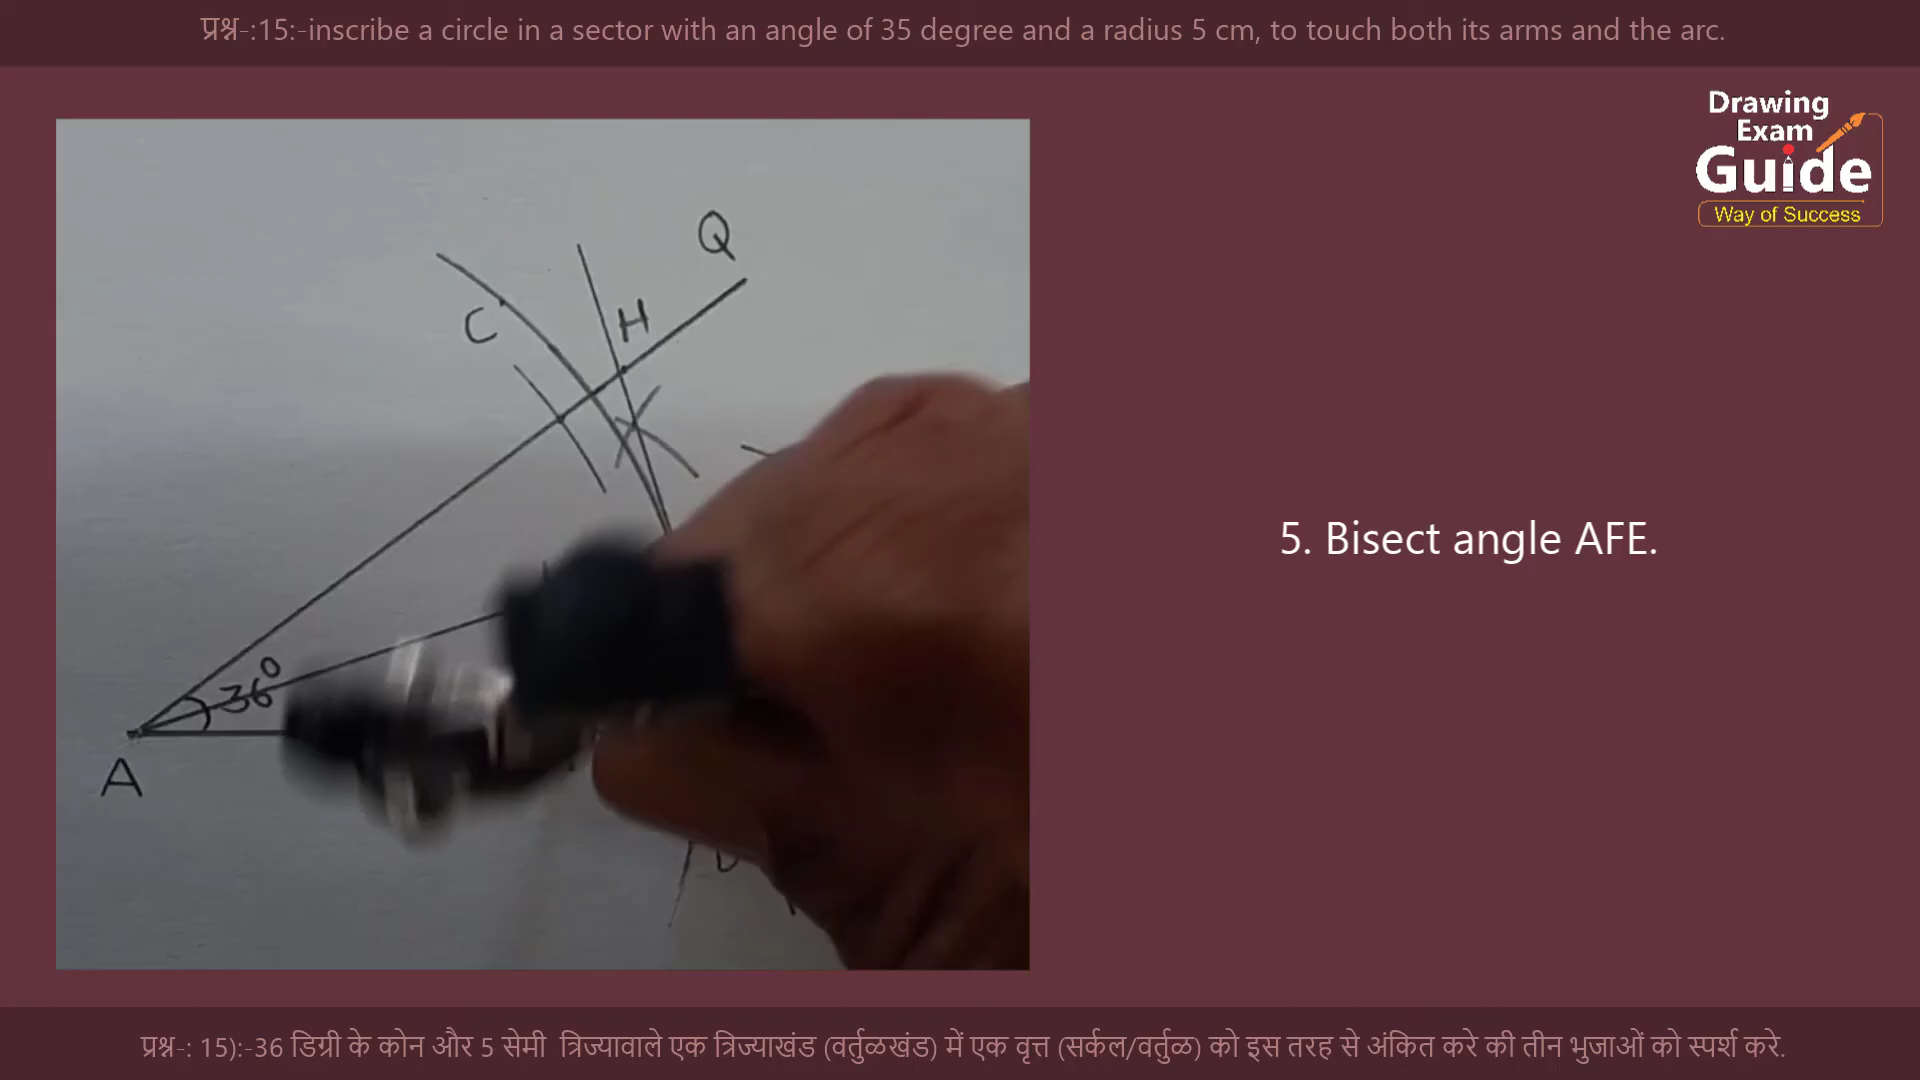 प्रश्न-:15:-inscribe a circle in a sector with an angle of 35 degree and a radius 5 cm, to touch both its arms and the arc.
Drawing
Exam
Guide
Way of Success
Q
C
H
5. Bisect angle AFE.
36⁰
A
प्रश्न-: 15):-36 डिग्री के कोन और 5 सेमी त्रिज्यावाले एक त्रिज्याखंड (वर्तुळखंड) में एक वृत्त (सर्कल/वर्तुळ) को इस तरह से अंकित करे की तीन भुजाओं को स्पर्श करे.